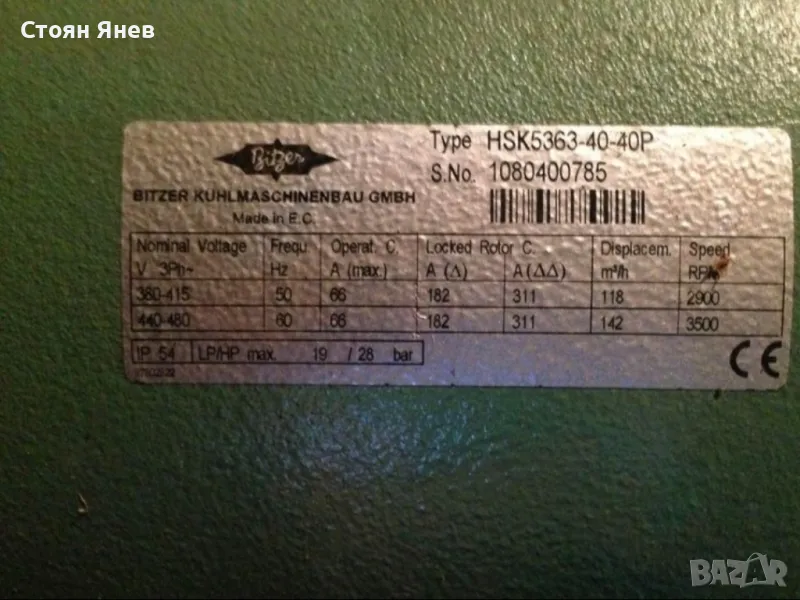 Стоян Янев
Bitzer
BITZER KUHLMASCHINENBAU GMBH
Made in E.C.
Type HSK5363-40-40P
S.No. 1080400785
Nominal Voltage Frequ Operat. C. Locked Rotor C. Displacem. Speed
V 3Ph~ Hz A (max.) A (Δ) A (ΔΔ) m³/h
380-415 50 66 182 311 118 2900
440-480 60 66 182 311 142 3500
IP 54 LP/HP max. 19 / 28 bar
CE
BAZAR